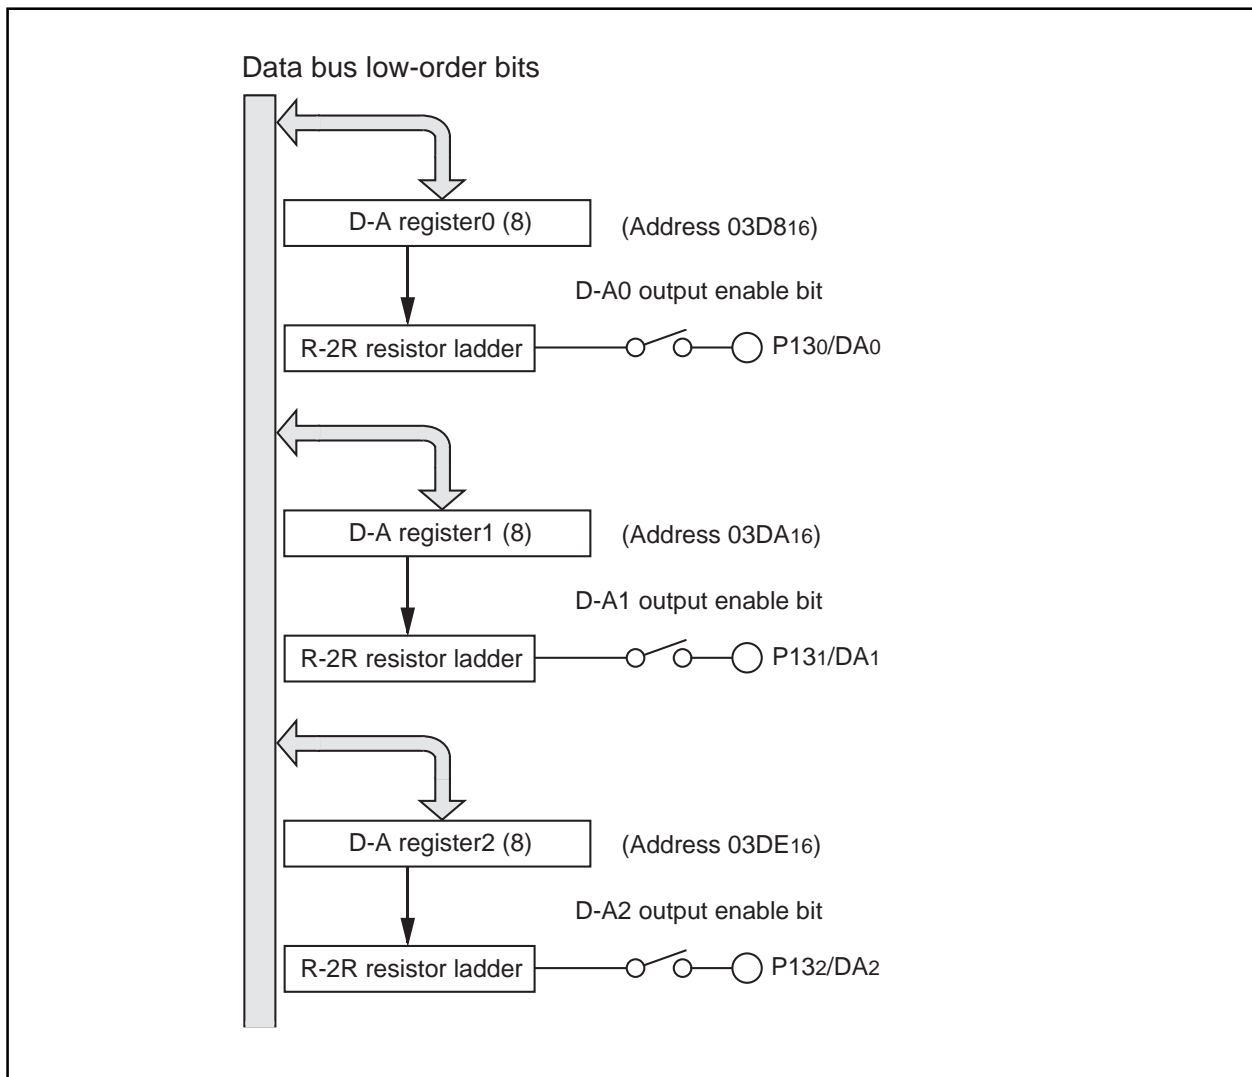 Data bus low-order bits
D-A register0 (8)
(Address 03D816)
D-A0 output enable bit
R-2R resistor ladder
P130/DA0
D-A register1 (8)
(Address 03DA16)
D-A1 output enable bit
R-2R resistor ladder
P131/DA1
D-A register2 (8)
(Address 03DE16)
D-A2 output enable bit
R-2R resistor ladder
P132/DA2